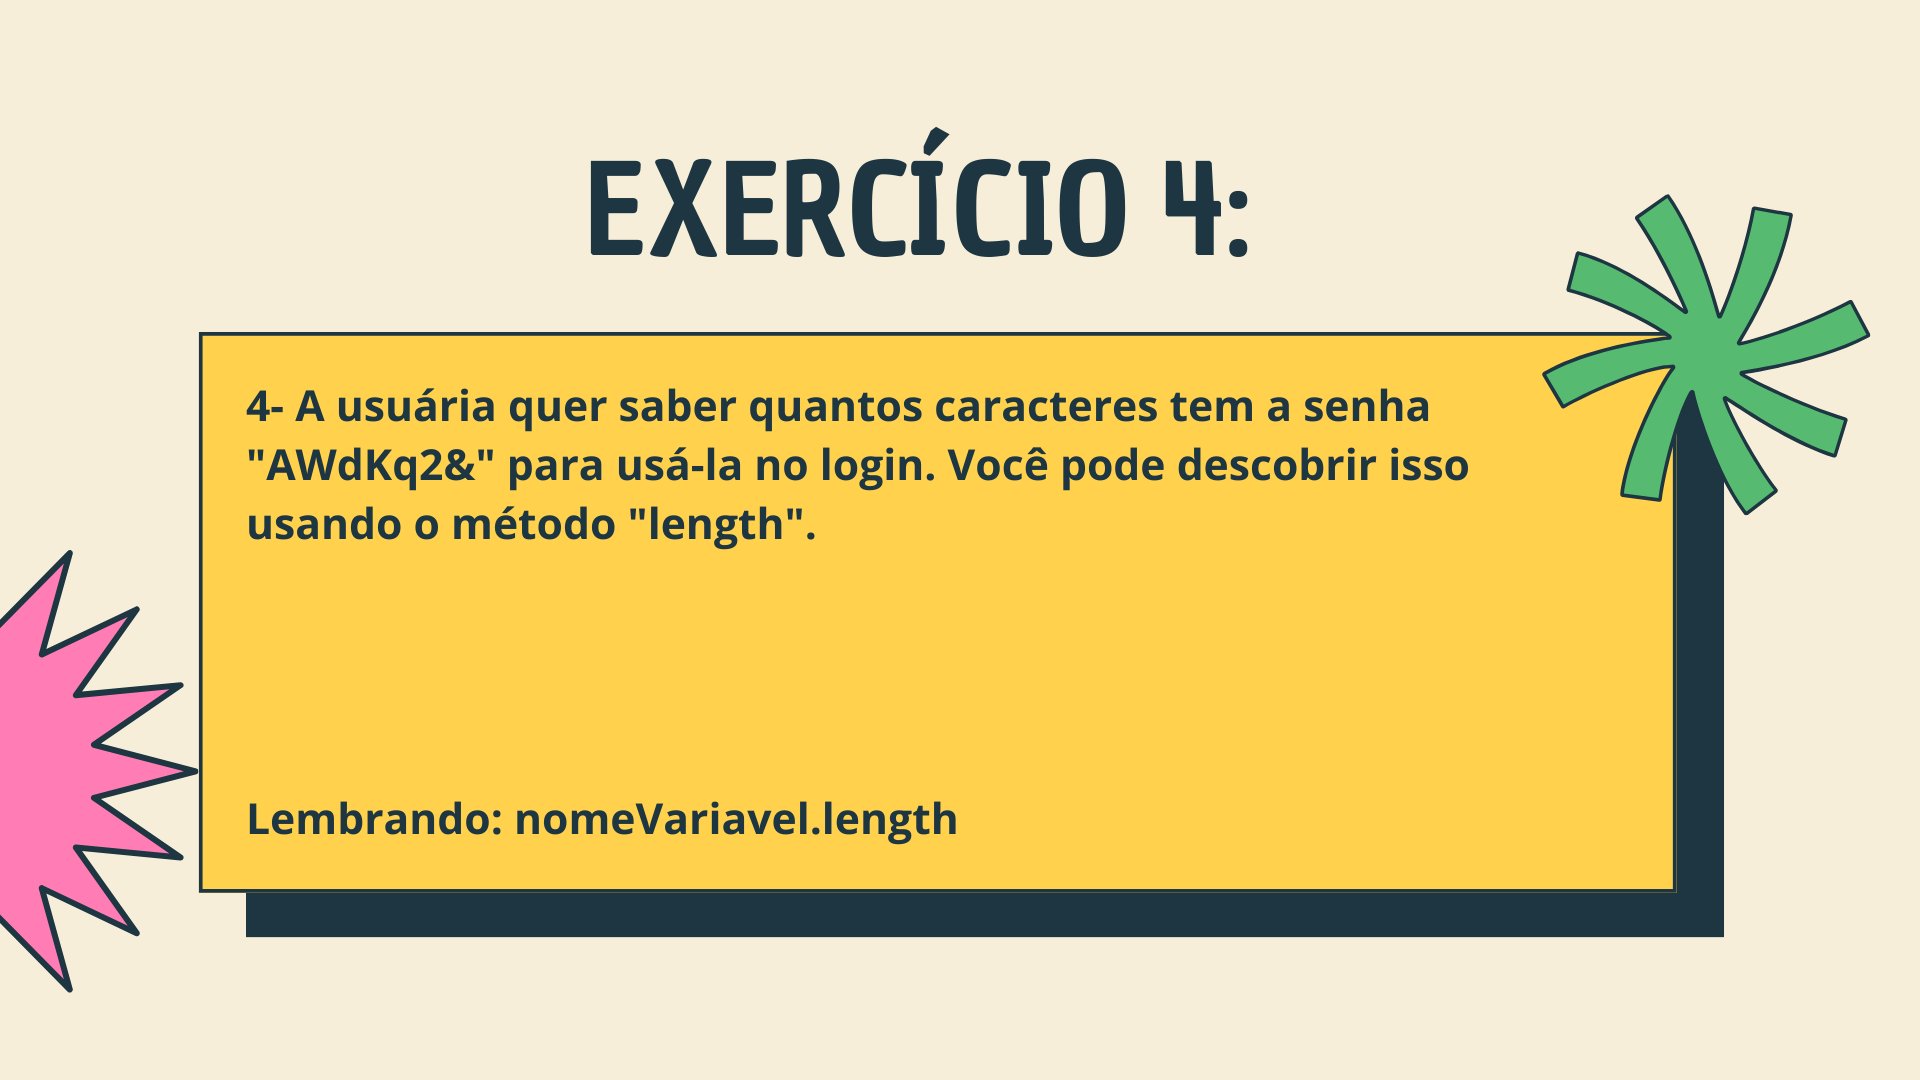 EXERCÍCIO 4:
4- A usuária quer saber quantos caracteres tem a senha
"AWdKq2&" para usá-la no login. Você pode descobrir isso
usando o método "length".
Lembrando: nomeVariavel.length